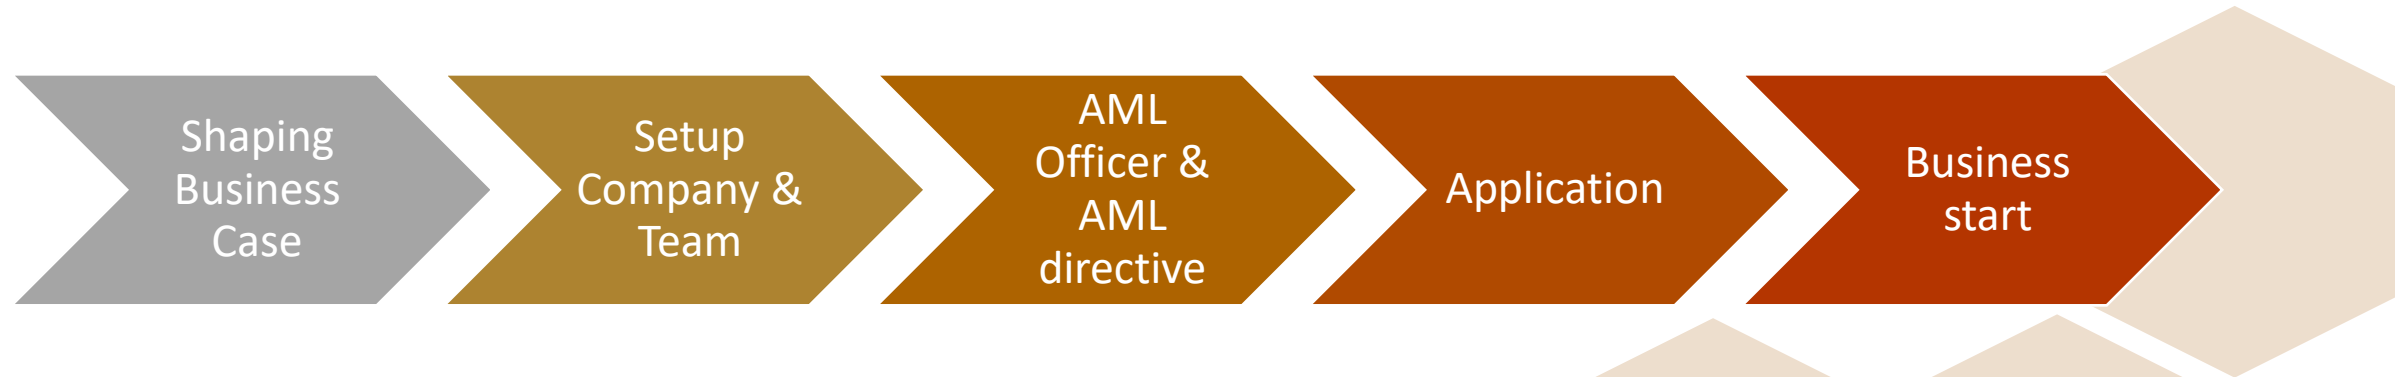 Shaping
Business
Case
Setup
Company &
Team
AML
Officer &
AML
directive
Application
Business
start